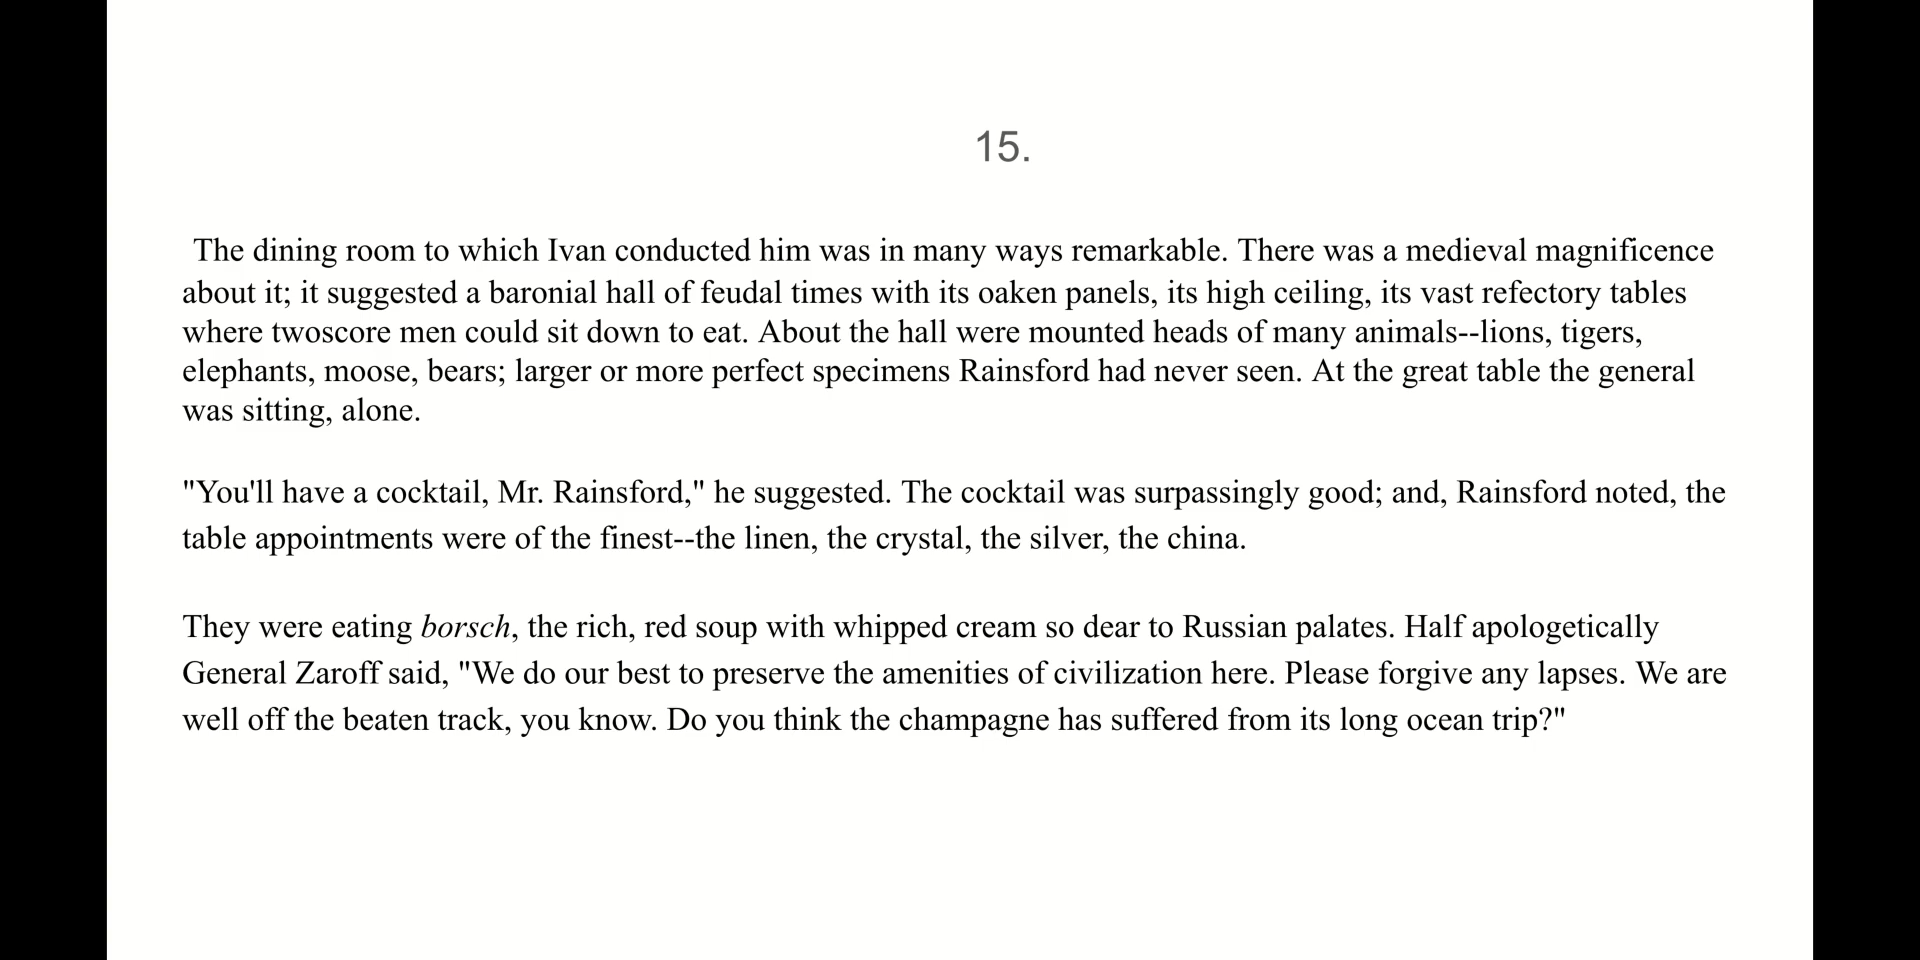 15.
The dining room to which Ivan conducted him was in many ways remarkable. There was a medieval magnificence
about it; it suggested a baronial hall of feudal times with its oaken panels, its high ceiling, its vast refectory tables
where twoscore men could sit down to eat. About the hall were mounted heads of many animals--lions, tigers,
elephants, moose, bears; larger or more perfect specimens Rainsford had never seen. At the great table the general
was sitting, alone.
"You'll have a cocktail, Mr. Rainsford," he suggested. The cocktail was surpassingly good; and, Rainsford noted, the
table appointments were of the finest--the linen, the crystal, the silver, the china.
They were eating borsch, the rich, red soup with whipped cream so dear to Russian palates. Half apologetically
General Zaroff said, "We do our best to preserve the amenities of civilization here. Please forgive any lapses. We are
well off the beaten track, you know. Do you think the champagne has suffered from its long ocean trip?"